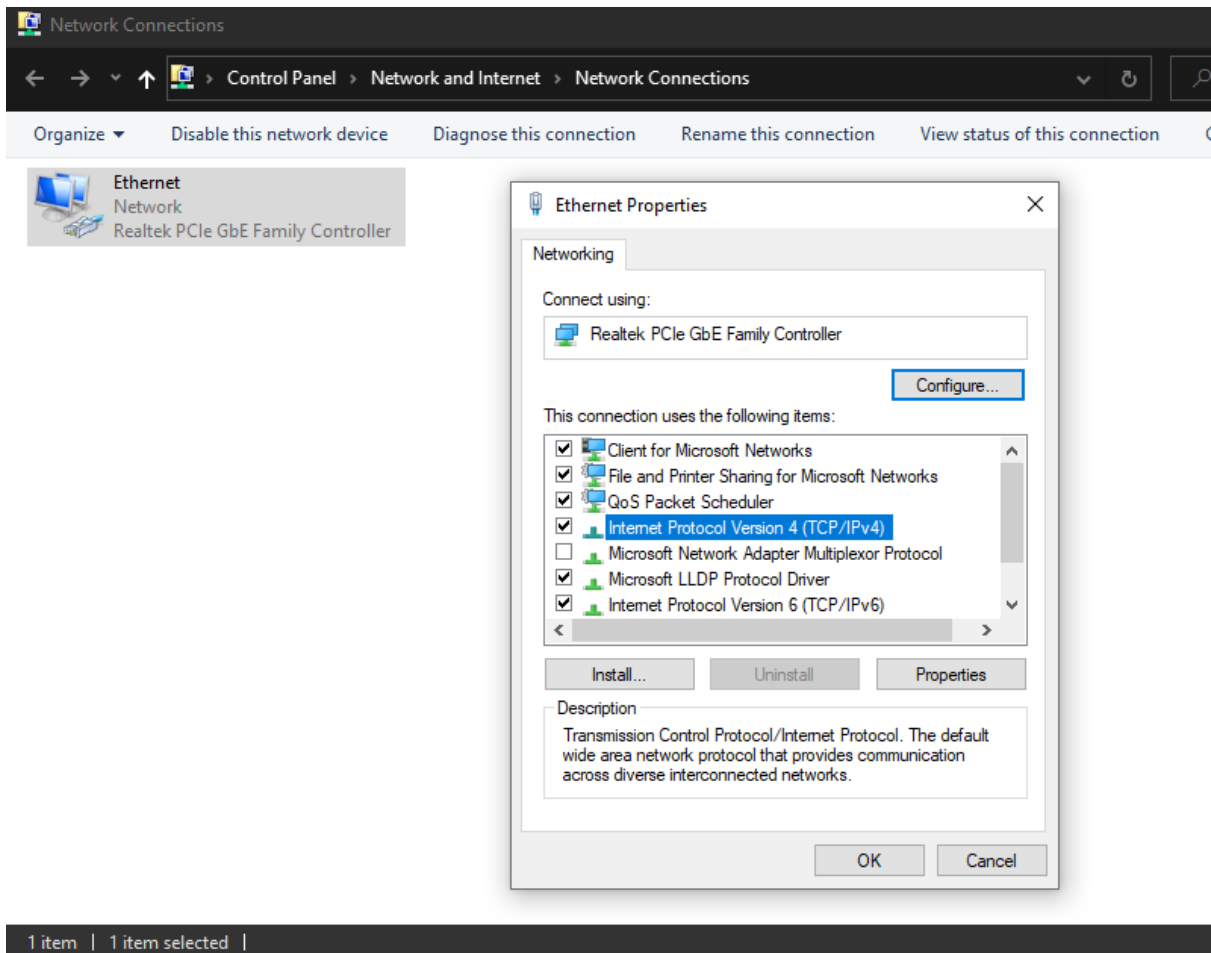 Network Connections
Control Panel > Network and Internet > Network Connections
Organize Disable this network device Diagnose this connection Rename this connection View status of this connection
Ethernet
Network
Realtek PCIe GbE Family Controller
Ethernet Properties
Networking
Connect using:
Realtek PCIe GbE Family Controller
Configure...
This connection uses the following items:
Client for Microsoft Networks
File and Printer Sharing for Microsoft Networks
QoS Packet Scheduler
Internet Protocol Version 4 (TCP/IPv4)
Microsoft Network Adapter Multiplexor Protocol
Microsoft LLDP Protocol Driver
Internet Protocol Version 6 (TCP/IPv6)
Install... Uninstall Properties
Description
Transmission Control Protocol/Internet Protocol. The default
wide area network protocol that provides communication
across diverse interconnected networks.
OK Cancel
1 item | 1 item selected |